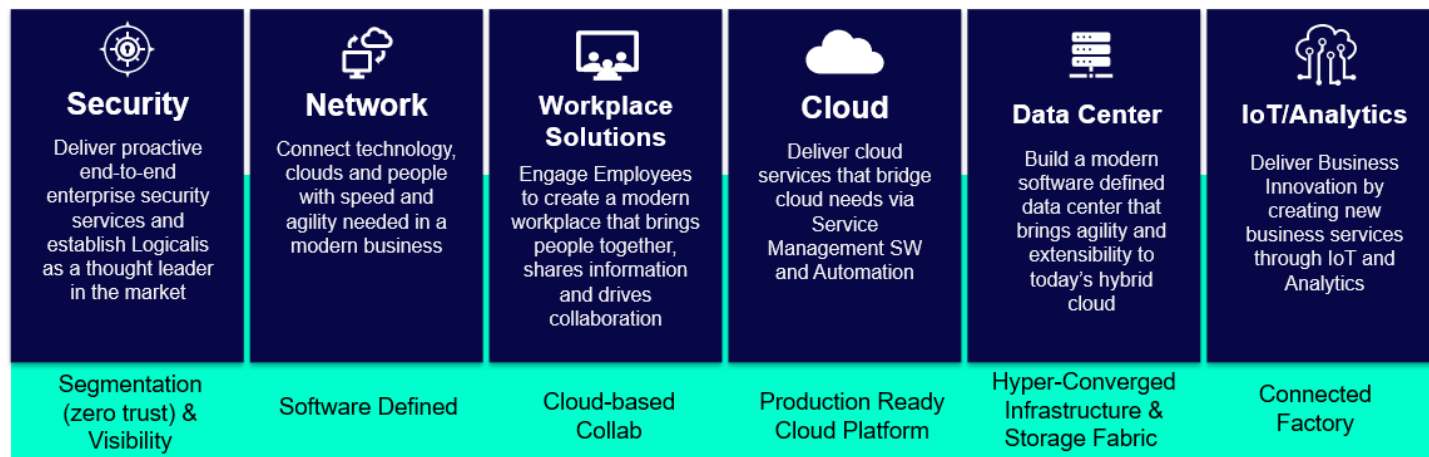 Security
Deliver proactive
end-to-end
enterprise security
services and
establish Logicalis
as a thought leader
in the market
Segmentation
(zero trust) &
Visibility
Network
Connect technology,
clouds and people
with speed and
agility needed in a
modern business
Software Defined
Workplace
Solutions
Engage Employees
to create a modern
workplace that brings
people together,
shares information
and drives
collaboration
Cloud-based
Collab
Cloud
Deliver cloud
services that bridge
cloud needs via
Service
Management SW
and Automation
Production Ready
Cloud Platform
Data Center
Build a modern
software defined
data center that
brings agility and
extensibility to
today's hybrid
cloud
Hyper-Converged
Infrastructure &
Storage Fabric
IoT/Analytics
Deliver Business
Innovation by
creating new
business services
through IoT and
Analytics
Connected
Factory